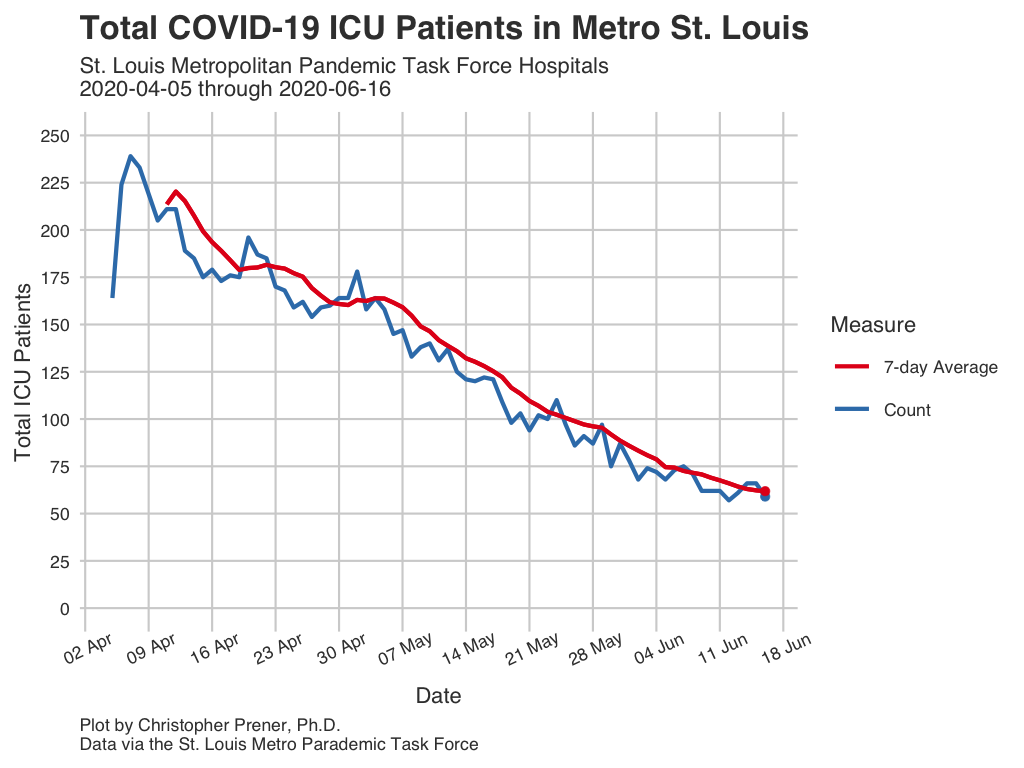 Total COVID-19 ICU Patients in Metro St. Louis
St. Louis Metropolitan Pandemic Task Force Hospitals
2020-04-05 through 2020-06-16
250
225
200
175
150
125
100
75
50
25
0
Total ICU Patients
02 Apr
09 Apr
16 Apr
23 Apr
30 Apr
07 May
14 May
21 May
28 May
04 Jun
11 Jun
18 Jun
Date
Measure
7-day Average
Count
Plot by Christopher Prener, Ph.D.
Data via the St. Louis Metro Parademic Task Force